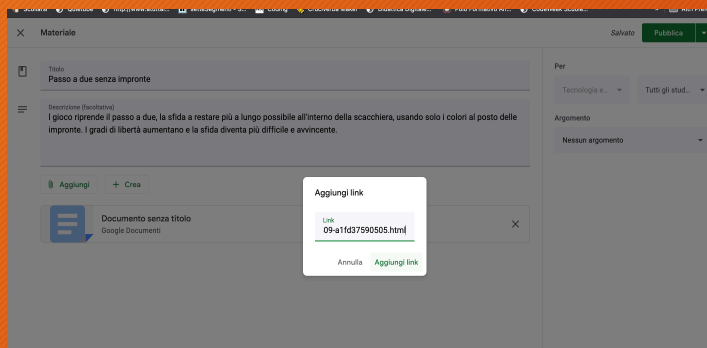 Materiale
Salvato
Pubblica
Titolo
Passo a due senza impronte
Descrizione (facoltativa)
l gioco riprende il passo a due, la sfida a restare più a lungo possibile all'interno della scacchiera, usando solo i colori al posto delle
impronte. I gradi di libertà aumentano e la sfida diventa più difficile e avvincente.
Aggiungi
Crea
Documento senza titolo
Google Documenti
Per
Tecnologia e...
Tutti gli stud...
Argomento
Nessun argomento
Aggiungi link
Link
09-a1fd37590505.html
Annulla
Aggiungi link